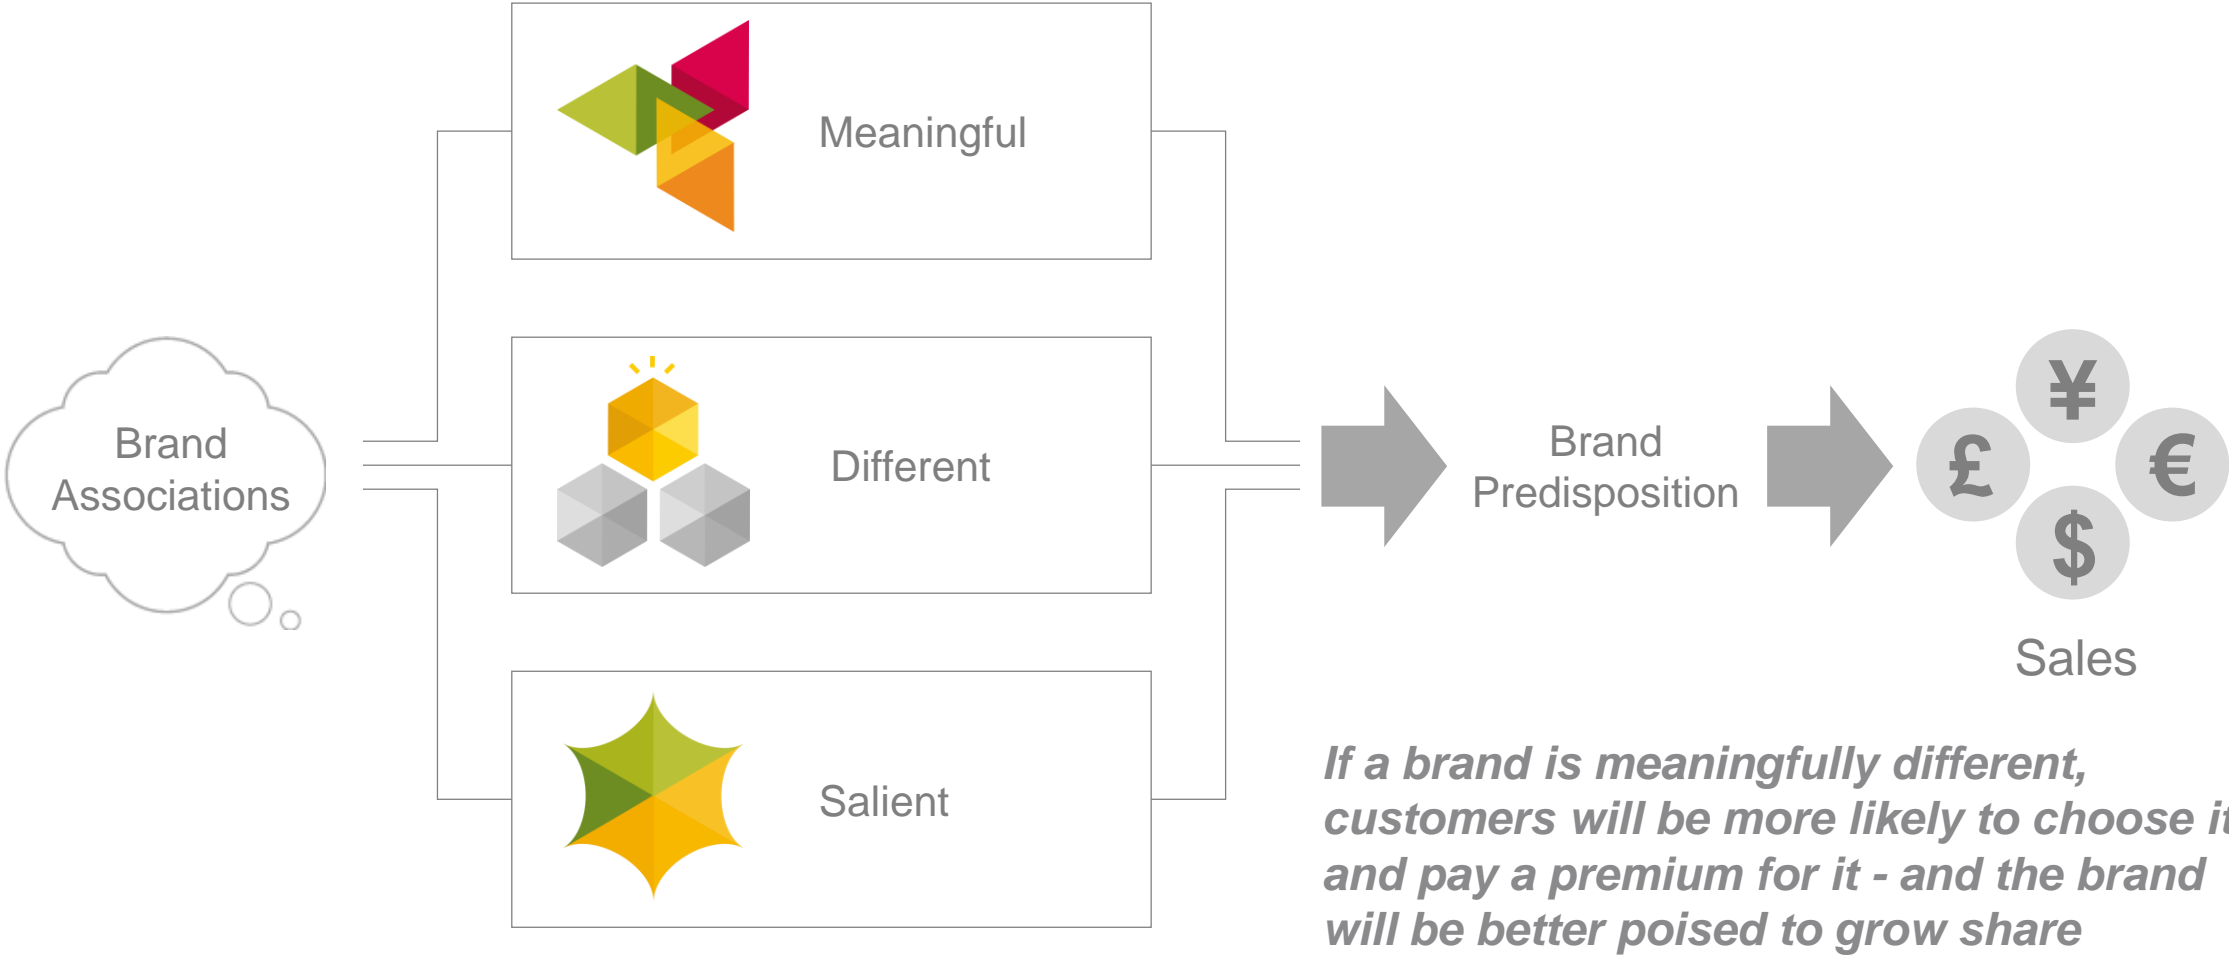 Brand
Associations
Meaningful
Different
Salient
Brand
Predisposition
¥
£
€
$
Sales
If a brand is meaningfully different,
customers will be more likely to choose it
and pay a premium for it - and the brand
will be better poised to grow share